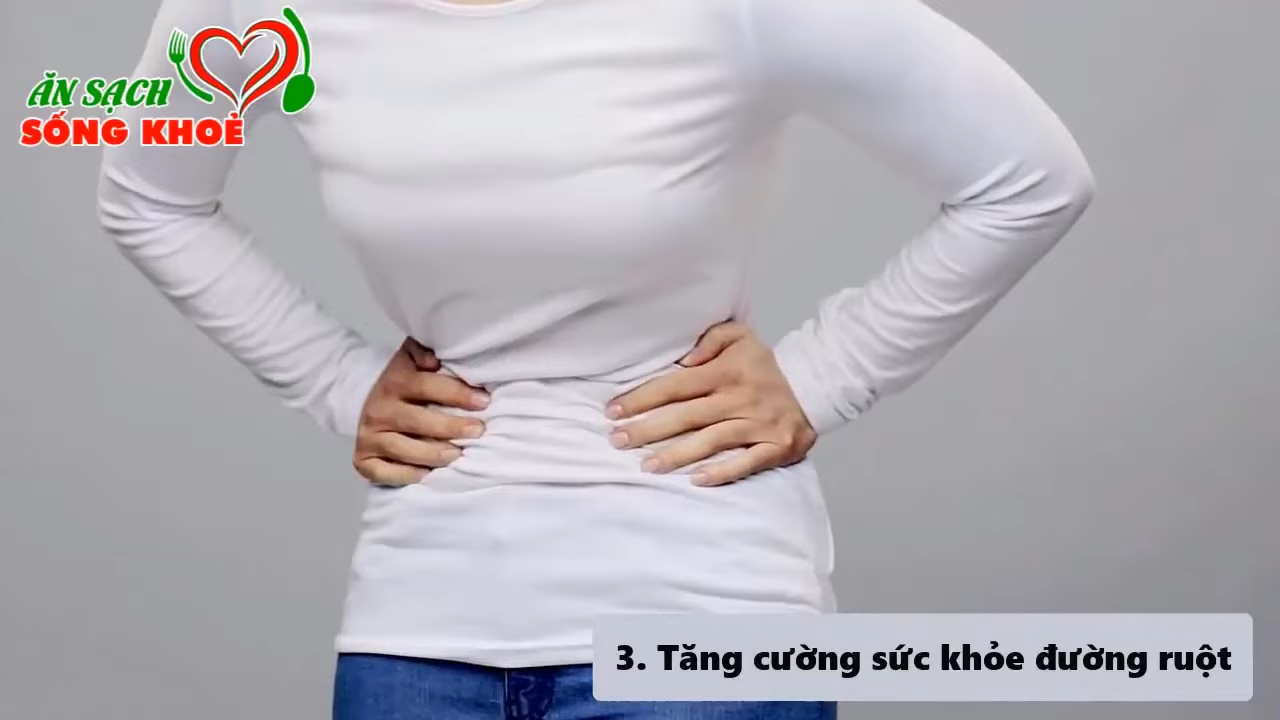 ĂN SẠCH
SỐNG KHOẺ
3. Tăng cường sức khỏe đường ruột